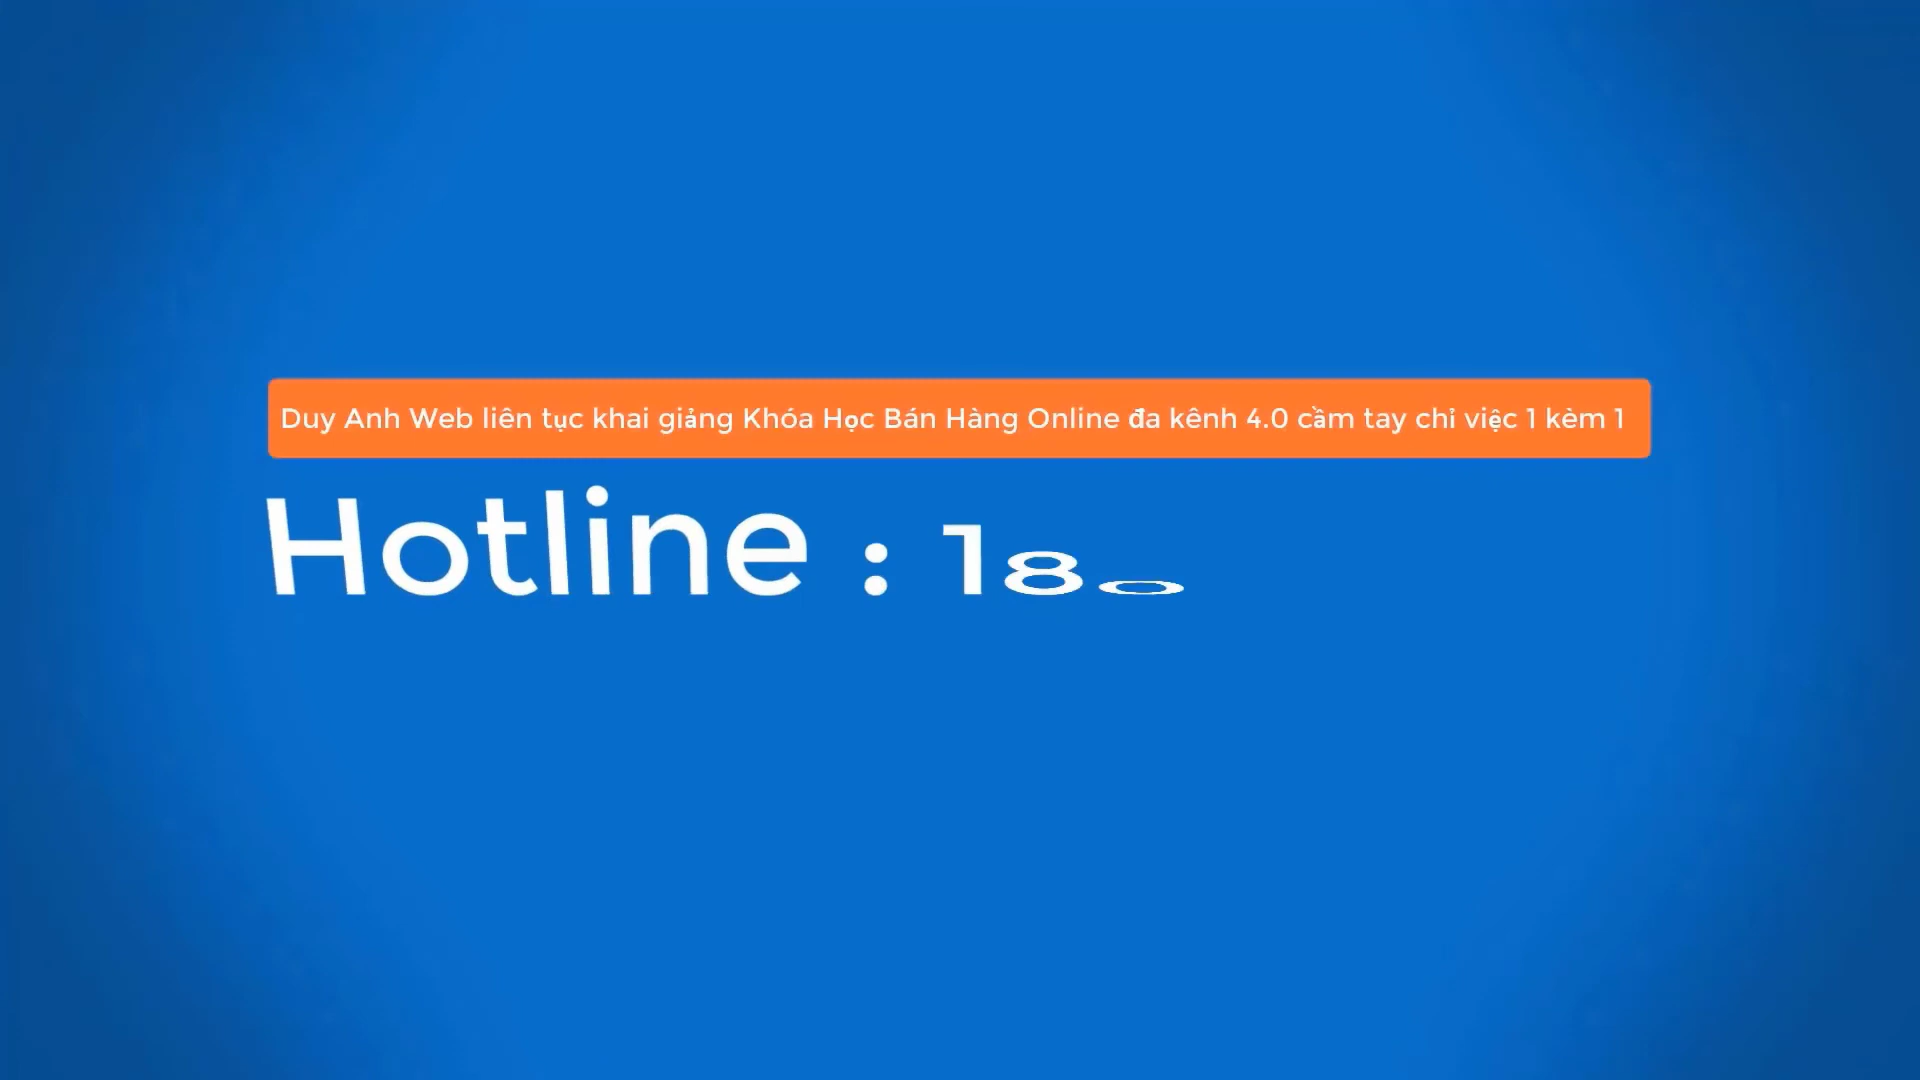 Duy Anh Web liên tục khai giảng Khóa Học Bán Hàng Online đa kênh 4.0 cầm tay chỉ việc 1 kèm 1
Hotline : 180